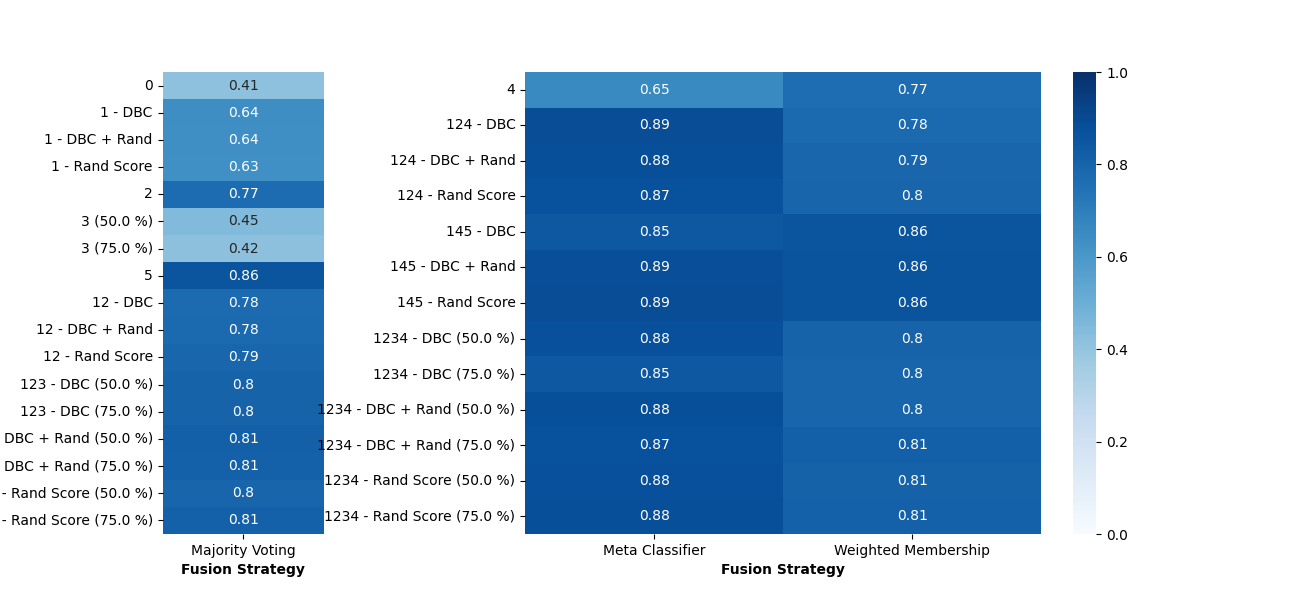 0 0.41
1 - DBC 0.64
1 - DBC + Rand 0.64
1 - Rand Score 0.63
2 0.77
3 (50.0 %) 0.45
3 (75.0 %) 0.42
5 0.86
12 - DBC 0.78
12 - DBC + Rand 0.78
12 - Rand Score 0.79
123 - DBC (50.0 %) 0.8
123 - DBC (75.0 %) 0.8
DBC + Rand (50.0 %) 0.81
DBC + Rand (75.0 %) 0.81
- Rand Score (50.0 %) 0.8
- Rand Score (75.0 %) 0.81
Majority Voting
Fusion Strategy
4 0.65 0.77
124 - DBC 0.89 0.78
124 - DBC + Rand 0.88 0.79
124 - Rand Score 0.87 0.8
145 - DBC 0.85 0.86
145 - DBC + Rand 0.89 0.86
145 - Rand Score 0.89 0.86
1234 - DBC (50.0 %) 0.88 0.8
1234 - DBC (75.0 %) 0.85 0.8
1234 - DBC + Rand (50.0 %) 0.88 0.8
1234 - DBC + Rand (75.0 %) 0.87 0.81
1234 - Rand Score (50.0 %) 0.88 0.81
1234 - Rand Score (75.0 %) 0.88 0.81
Meta Classifier Weighted Membership
Fusion Strategy
1.0
0.8
0.6
0.4
0.2
0.0